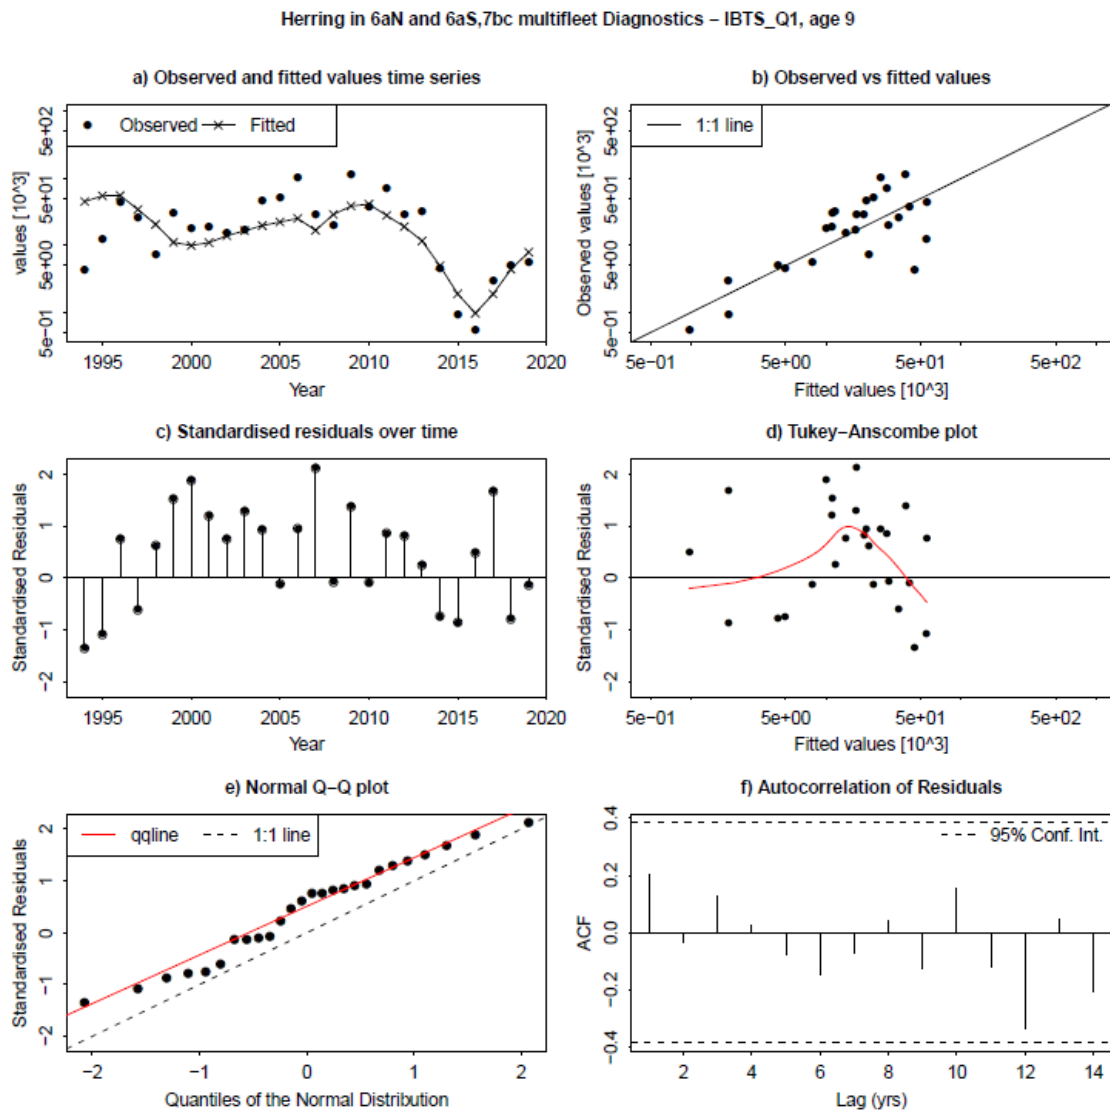 Herring in 6aN and 6aS,7bc multifleet Diagnostics − IBTS_Q1, age 9
a) Observed and fitted values time series
Observed Fitted
values [10^3]
5e−01 5e+00 5e+01 5e+02
1995 2000 2005 2010 2015 2020
Year
b) Observed vs fitted values
1:1 line
Observed values [10^3]
5e−01 5e+00 5e+01 5e+02
5e−01 5e+00 5e+01 5e+02
Fitted values [10^3]
c) Standardised residuals over time
Standardised Residuals
−2 −1 0 1 2
1995 2000 2005 2010 2015 2020
Year
d) Tukey−Anscombe plot
Standardised Residuals
−2 −1 0 1 2
5e−01 5e+00 5e+01 5e+02
Fitted values [10^3]
e) Normal Q−Q plot
qqline 1:1 line
Standardised Residuals
−2 −1 0 1 2
−2 −1 0 1 2
Quantiles of the Normal Distribution
f) Autocorrelation of Residuals
95% Conf. Int.
ACF
−0.4 −0.2 0.0 0.2 0.4
2 4 6 8 10 12 14
Lag (yrs)